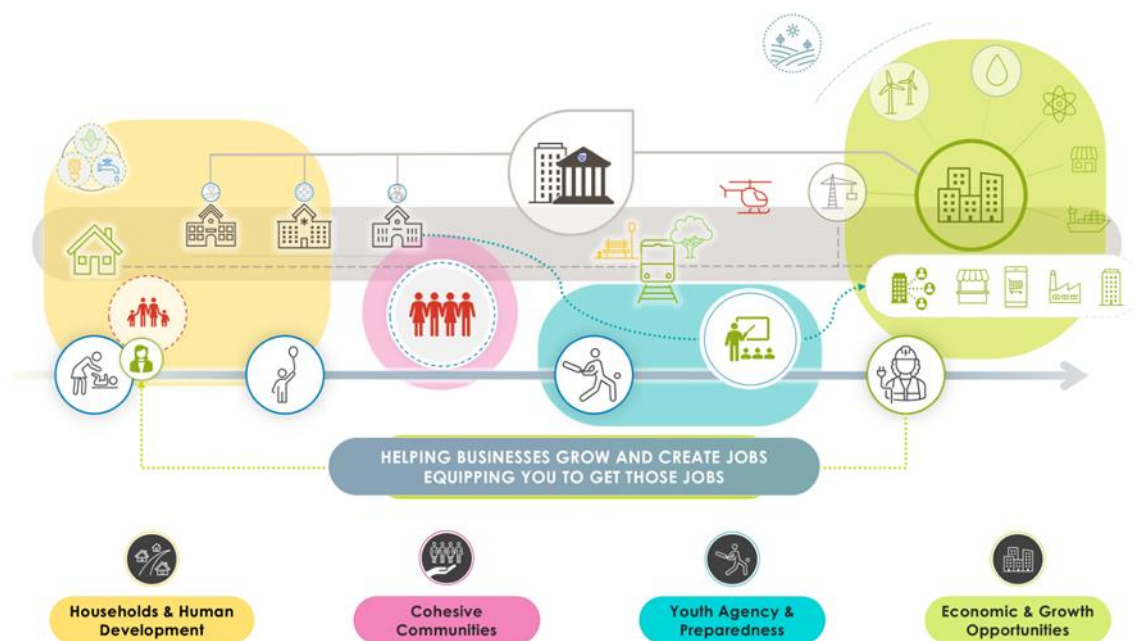 HELPING BUSINESSES GROW AND CREATE JOBS
EQUIPPING YOU TO GET THOSE JOBS
Households & Human
Development
Cohesive
Communities
Youth Agency &
Preparedness
Economic & Growth
Opportunities